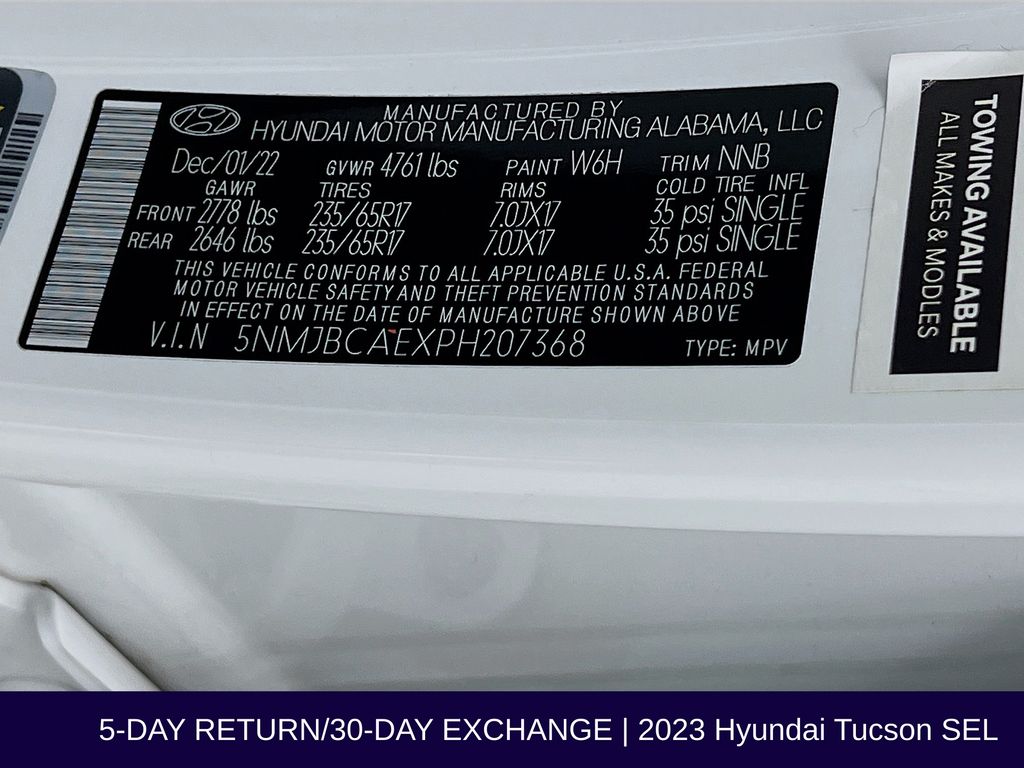 MANUFACTURED BY
HYUNDAI MOTOR MANUFACTURING ALABAMA, LLC
Dec/01/22 GVWR 4761 lbs PAINT W6H TRIM NNB
GAWR TIRES RIMS COLD TIRE INFL
FRONT 2778 lbs 235/65R17 7.0JX17 35 psi SINGLE
REAR 2646 lbs 235/65R17 7.0JX17 35 psi SINGLE
THIS VEHICLE CONFORMS TO ALL APPLICABLE U.S.A. FEDERAL
MOTOR VEHICLE SAFETY AND THEFT PREVENTION STANDARDS
IN EFFECT ON THE DATE OF MANUFACTURE SHOWN ABOVE
V.I.N 5NMJBCAEXPH207368 TYPE: MPV
TOWING AVAILABLE
ALL MAKES & MODLES
5-DAY RETURN/30-DAY EXCHANGE | 2023 Hyundai Tucson SEL